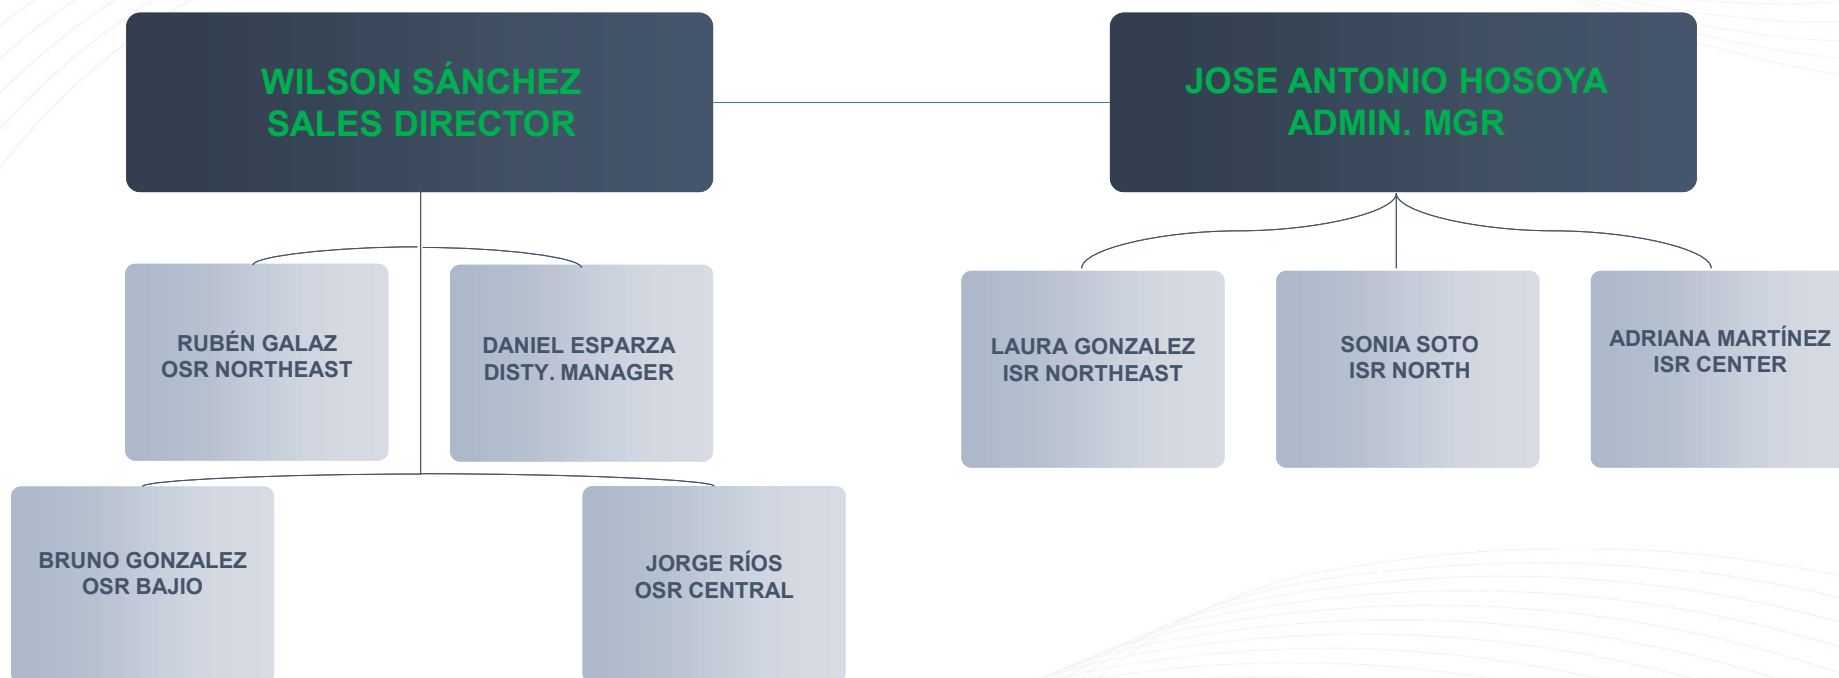 WILSON SÁNCHEZ
SALES DIRECTOR
JOSE ANTONIO HOSOYA
ADMIN. MGR
RUBÉN GALAZ
OSR NORTHEAST
DANIEL ESPARZA
DISTY. MANAGER
LAURA GONZALEZ
ISR NORTHEAST
SONIA SOTO
ISR NORTH
ADRIANA MARTÍNEZ
ISR CENTER
BRUNO GONZALEZ
OSR BAJIO
JORGE RÍOS
OSR CENTRAL